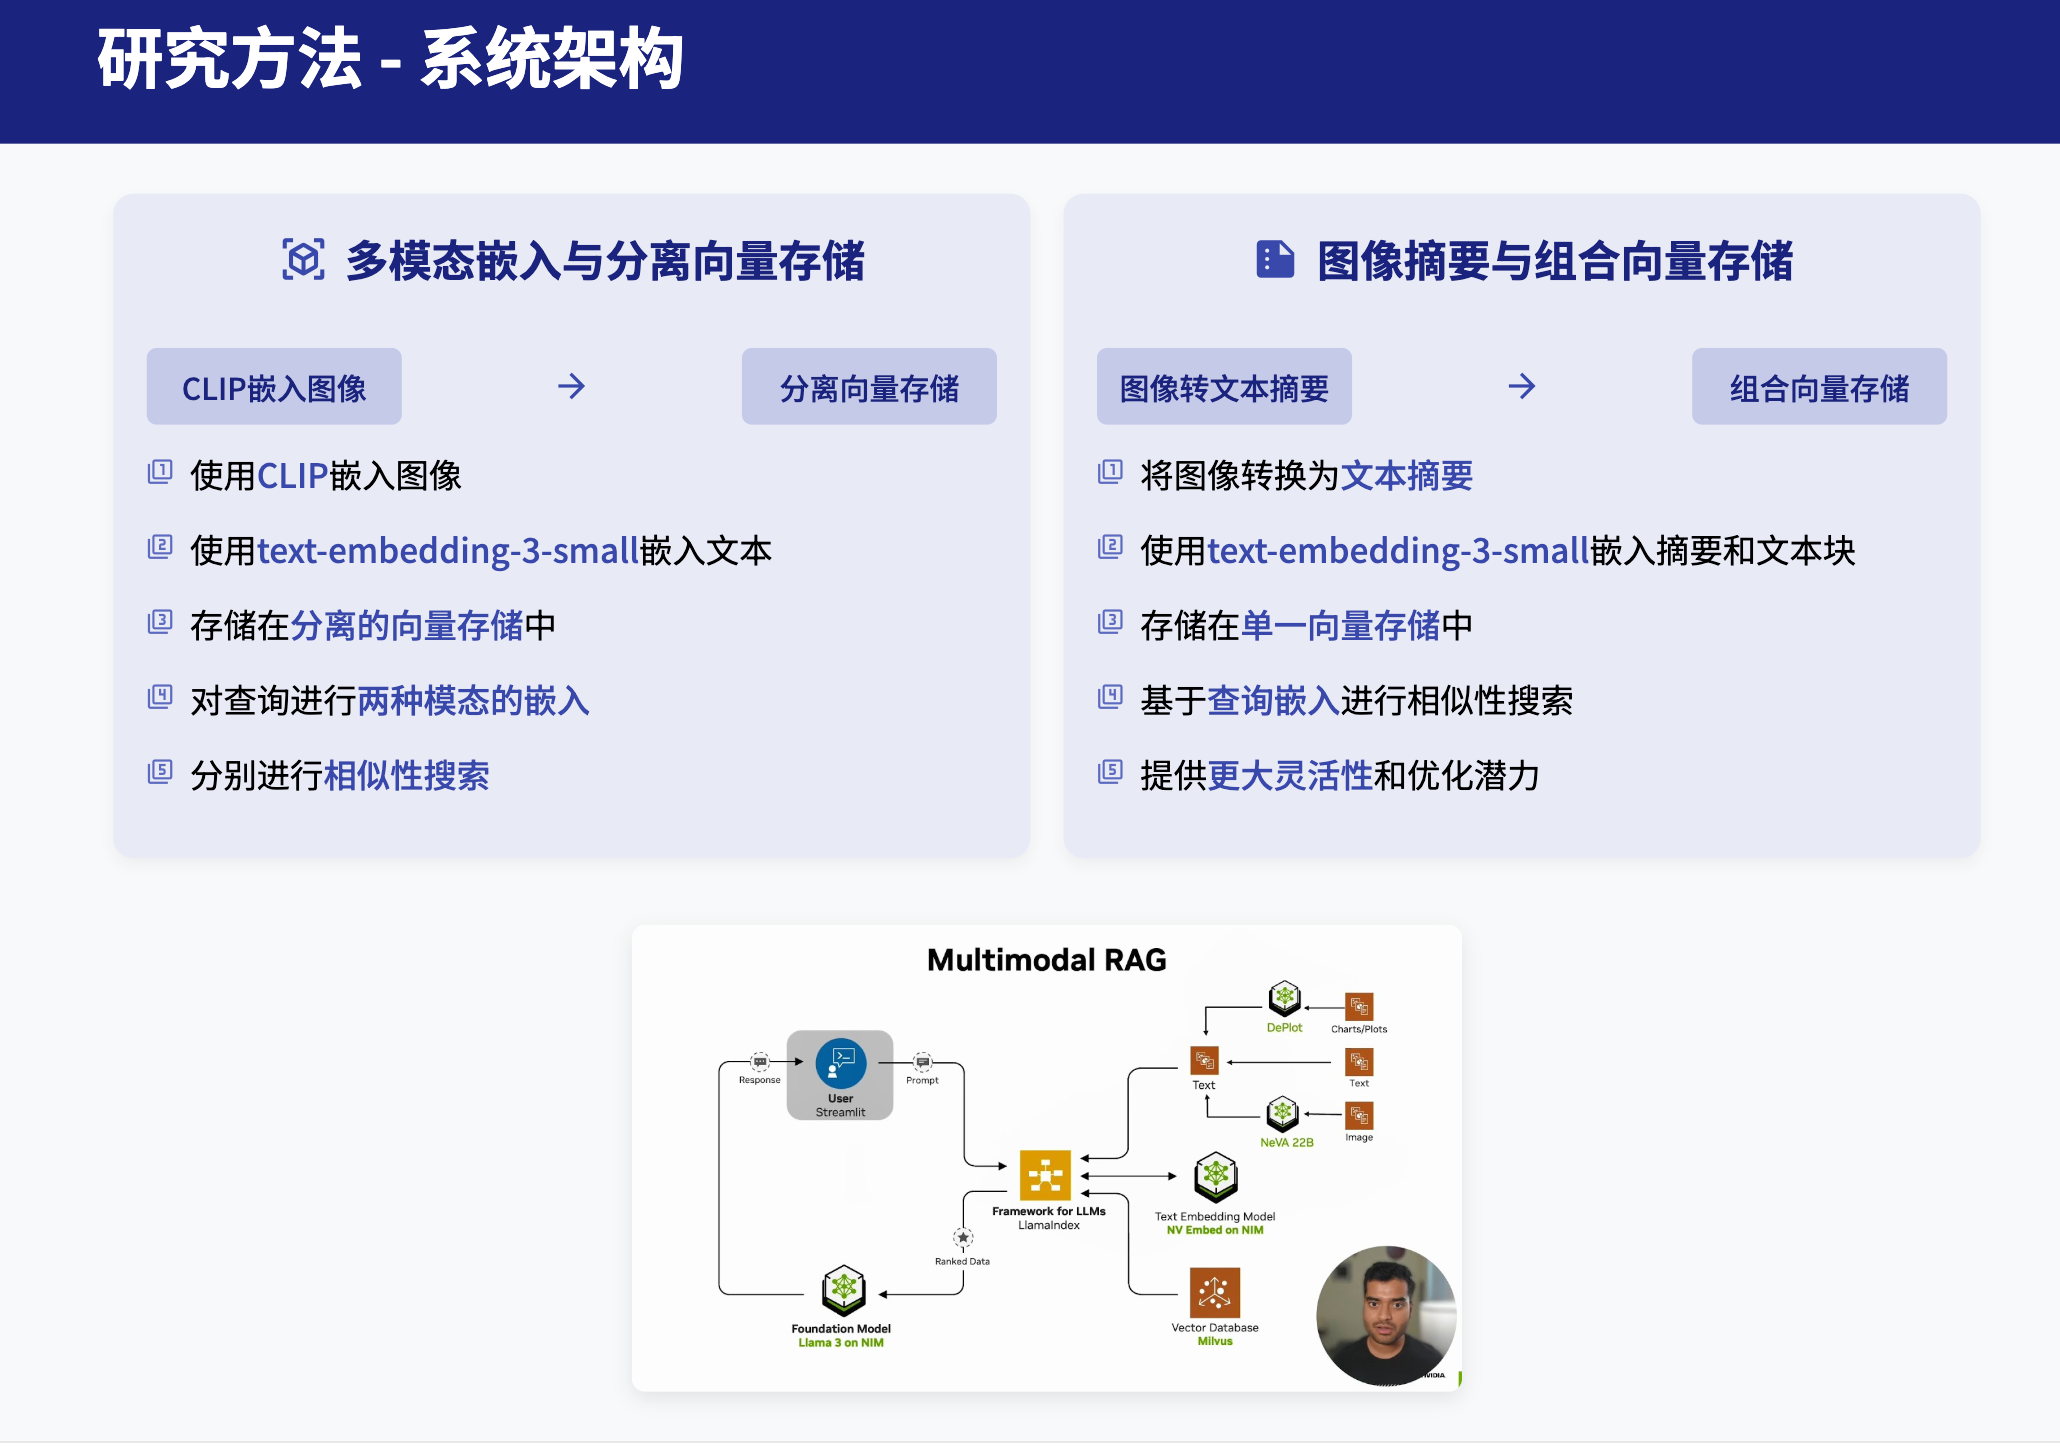 研究方法 - 系统架构
多模态嵌入与分离向量存储
CLIP嵌入图像
分离向量存储
1 使用CLIP嵌入图像
2 使用text-embedding-3-small嵌入文本
3 存储在分离的向量存储中
4 对查询进行两种模态的嵌入
5 分别进行相似性搜索
图像摘要与组合向量存储
图像转文本摘要
组合向量存储
1 将图像转换为文本摘要
2 使用text-embedding-3-small嵌入摘要和文本块
3 存储在单一向量存储中
4 基于查询嵌入进行相似性搜索
5 提供更大灵活性和优化潜力
Multimodal RAG
DePlot
Charts/Plots
Response
Prompt
Text
Text
User
Streamlit
NeVA 22B
Image
Framework for LLMs
LlamaIndex
Text Embedding Model
NV Embed on NIM
Ranked Data
Foundation Model
Llama 3 on NIM
Vector Database
Milvus